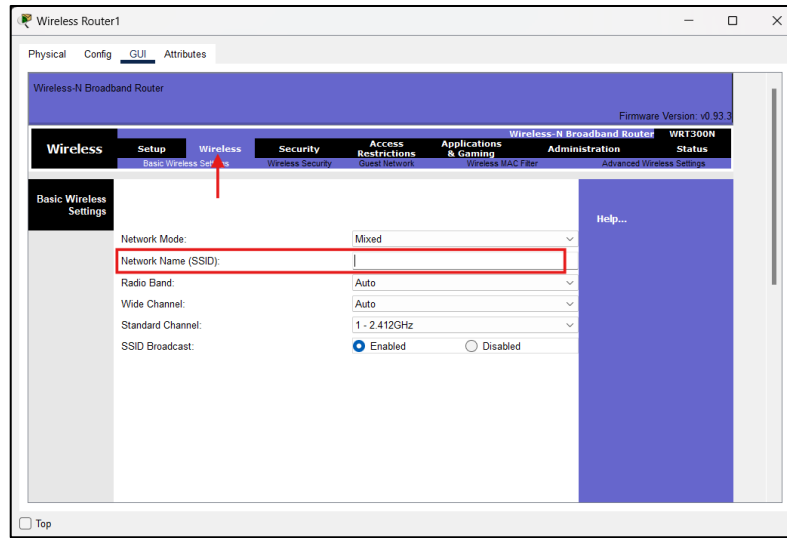 Wireless Router1
Physical Config GUI Attributes
Wireless-N Broadband Router
Firmware Version: v0.93.3
Wireless-N Broadband Router WRT300N
Wireless
Setup Wireless Security Access Restrictions Applications & Gaming Administration Status
Basic Wireless Settings Wireless Security Guest Network Wireless MAC Filter Advanced Wireless Settings
Basic Wireless
Settings
Help...
Network Mode: Mixed
Network Name (SSID):
Radio Band: Auto
Wide Channel: Auto
Standard Channel: 1 - 2.412GHz
SSID Broadcast: Enabled Disabled
Top